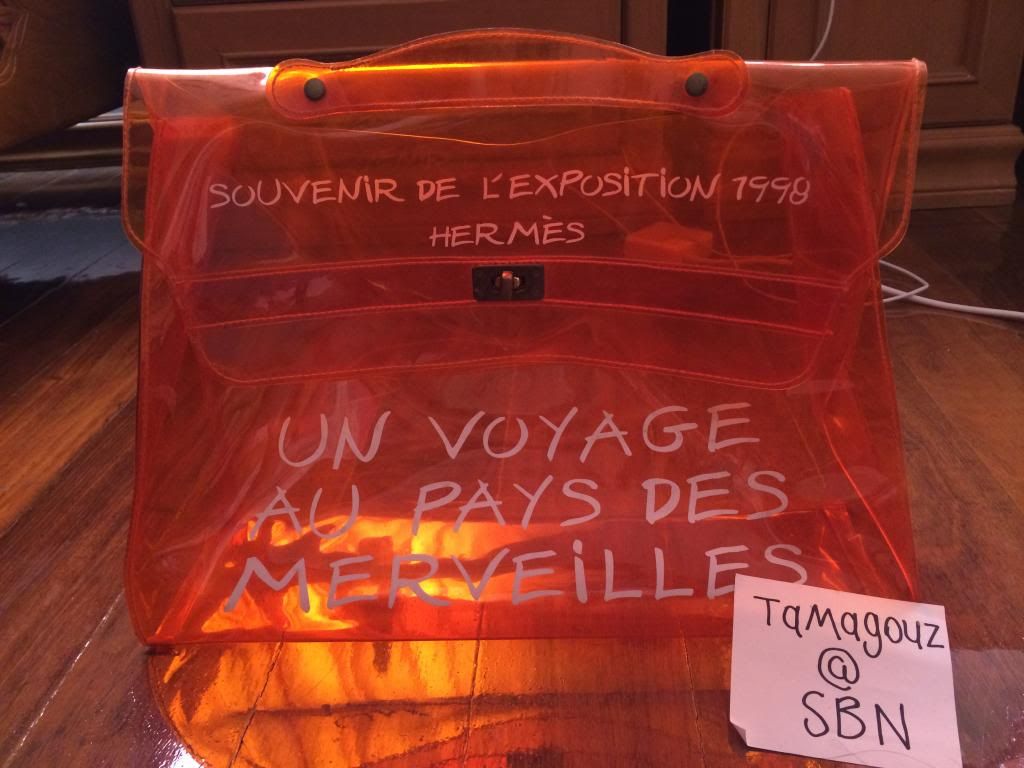 SOUVENIR DE L'EXPOSITION 1998
HERMÈS
UN VOYAGE
AU PAYS DES
MERVEILLES
Tamagouz
@
SBN